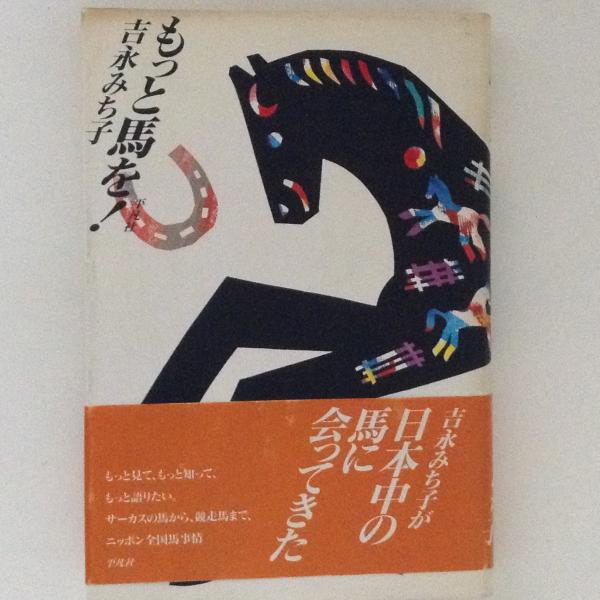 もっと馬を!
吉永みち子
平凡社
吉永みち子が
日本中の
馬に
会ってきた
もっと見て、もっと知って、
もっと語りたい。
サーカスの馬から、競走馬まで、
ニッポン全国馬事情
平凡社